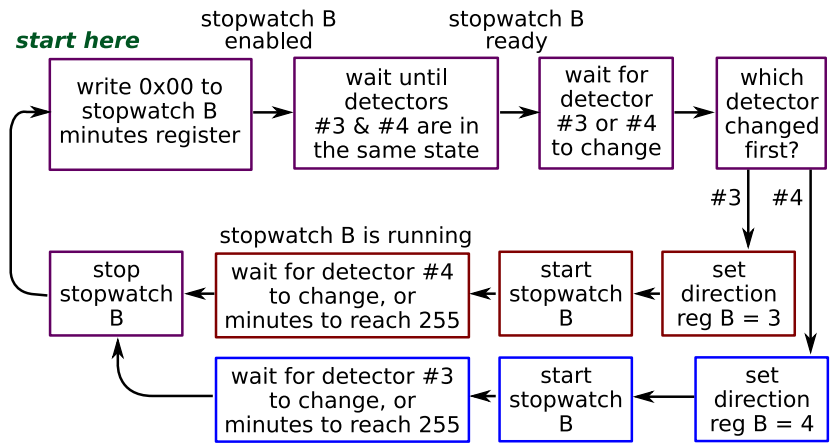 start here
stopwatch B
enabled
stopwatch B
ready
write 0x00 to
stopwatch B
minutes register
wait until
detectors
#3 & #4 are in
the same state
wait for
detector
#3 or #4
to change
which
detector
changed
first?
#3
#4
stopwatch B is running
stop
stopwatch
B
wait for detector #4
to change, or
minutes to reach 255
start
stopwatch
B
set
direction
reg B = 3
wait for detector #3
to change, or
minutes to reach 255
start
stopwatch
B
set
direction
reg B = 4